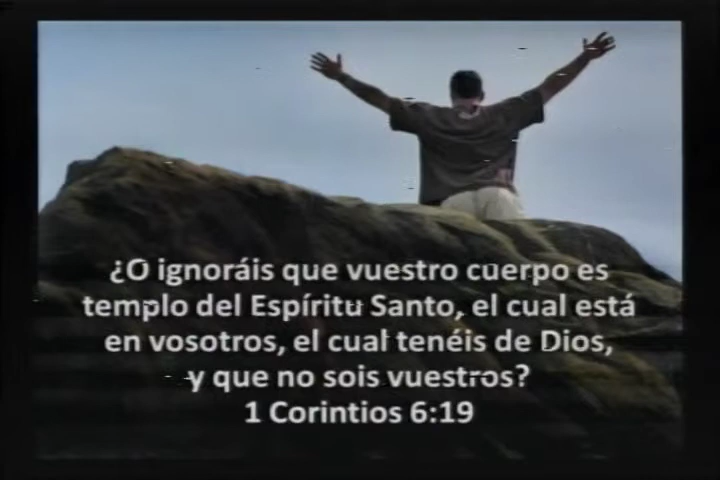 ¿O ignoráis que vuestro cuerpo es
templo del Espíritu Santo, el cual está
en vosotros, el cual tenéis de Dios,
y que no sois vuestros?
1 Corintios 6:19